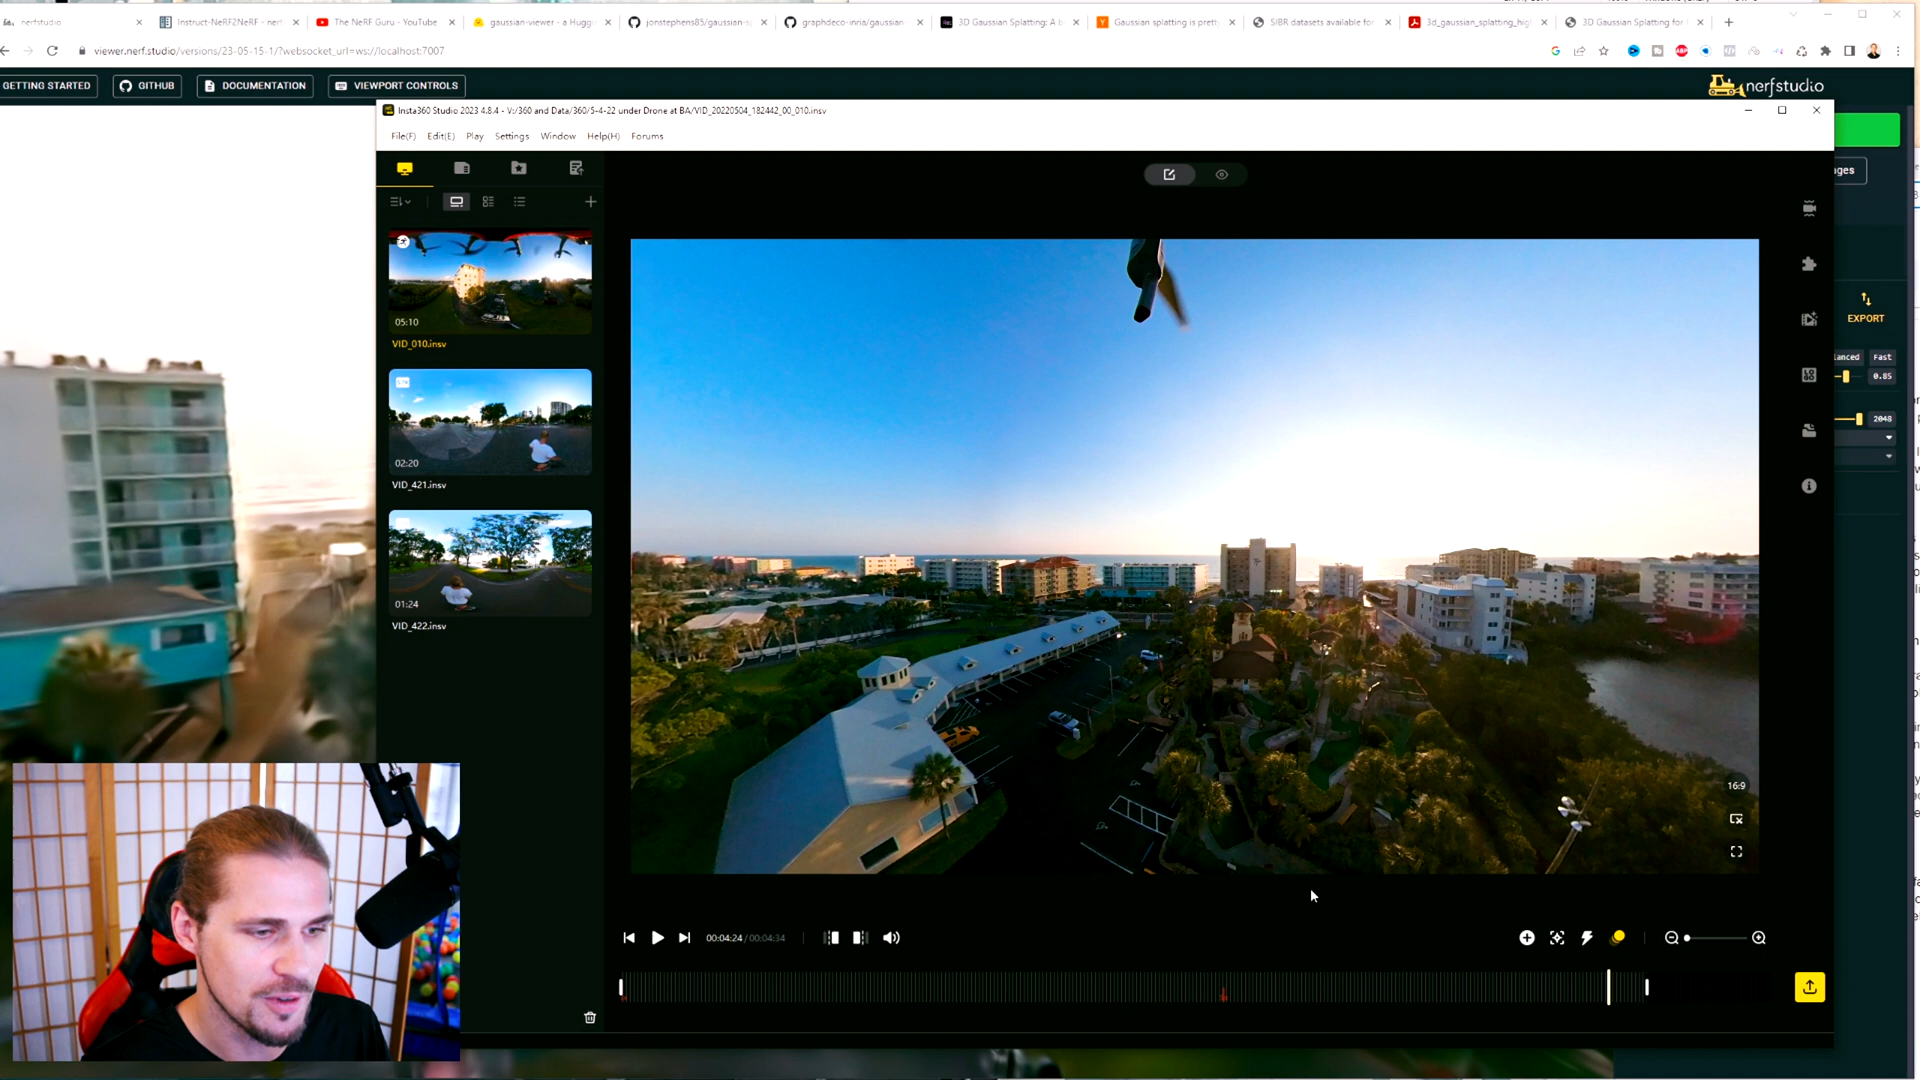 nerfstudio
Instruct-NeRF2NeRF - nerf
The NeRF Guru - YouTube
gaussian-viewer - a Hugg
jonstephens85/gaussian-s
graphdeco-inria/gaussian
3D Gaussian Splatting: A b
Gaussian splatting is prett
SIBR datasets available for
3d_gaussian_splatting_hig
3D Gaussian Splatting for
viewer.nerf.studio/versions/23-05-15-1/?websocket_url=ws://localhost:7007
GETTING STARTED
GITHUB
DOCUMENTATION
VIEWPORT CONTROLS
nerfstudio
Insta360 Studio 2023 4.8.4 - V:/360 and Data/360/5-4-22 under Drone at BA/VID_20220504_182442_00_010.insv
File(F) Edit(E) Play Settings Window Help(H) Forums
ages
05:10
VID_010.insv
EXPORT
lanced Fast
0.85
2048
02:20
VID_421.insv
01:24
VID_422.insv
16:9
00:04:24/00:04:34